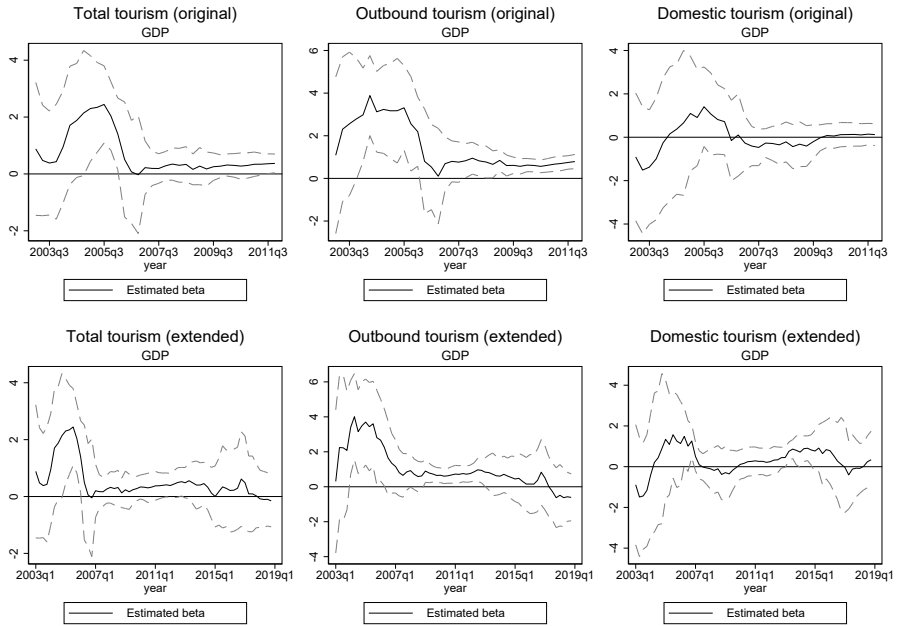 Total tourism (original)
GDP
4
2
0
-2
2003q3 2005q3 2007q3 2009q3 2011q3
year
Estimated beta
Outbound tourism (original)
GDP
6
4
2
0
-2
2003q3 2005q3 2007q3 2009q3 2011q3
year
Estimated beta
Domestic tourism (original)
GDP
4
2
0
-2
-4
2003q3 2005q3 2007q3 2009q3 2011q3
year
Estimated beta
Total tourism (extended)
GDP
4
2
0
-2
2003q1 2007q1 2011q1 2015q1 2019q1
year
Estimated beta
Outbound tourism (extended)
GDP
6
4
2
0
-2
-4
2003q1 2007q1 2011q1 2015q1 2019q1
year
Estimated beta
Domestic tourism (extended)
GDP
4
2
0
-2
-4
2003q1 2007q1 2011q1 2015q1 2019q1
year
Estimated beta